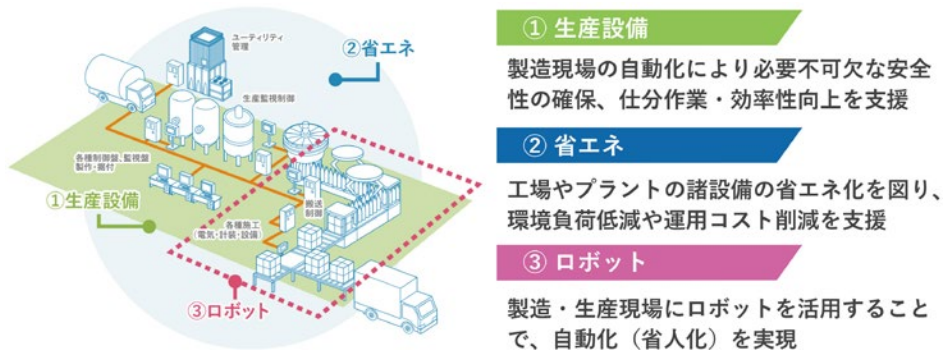 ユーティリティ
管理
②省エネ
生産監視制御
各種制御盤、監視盤
製作・据付
①生産設備
搬送
制御
各種施工
(電気・計装・設備)
③ロボット
① 生産設備
製造現場の自動化により必要不可欠な安全
性の確保、仕分作業・効率性向上を支援
② 省エネ
工場やプラントの諸設備の省エネ化を図り、
環境負荷低減や運用コスト削減を支援
③ ロボット
製造・生産現場にロボットを活用すること
で、自動化（省人化）を実現